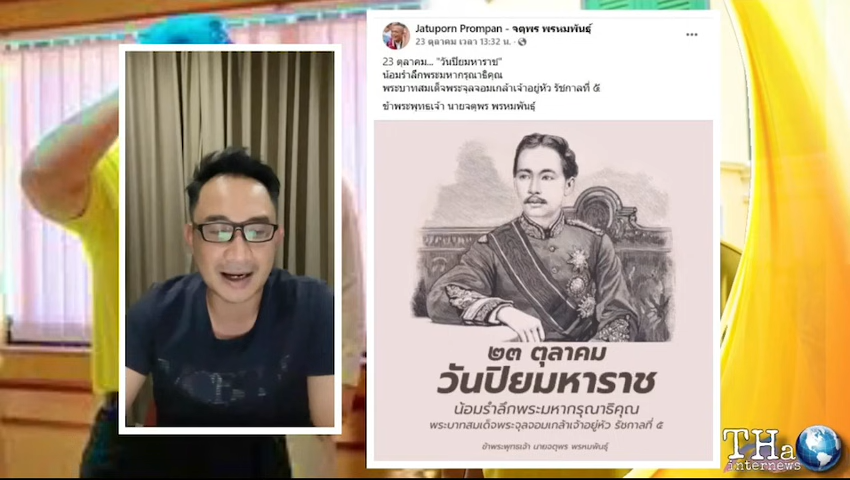 Jatuporn Prompan - จตุพร พรหมพันธุ์
23 ตุลาคม เวลา 13:32 น. ·
23 ตุลาคม... "วันปิยมหาราช"
น้อมรำลึกพระมหากรุณาธิคุณ
พระบาทสมเด็จพระจุลจอมเกล้าเจ้าอยู่หัว รัชกาลที่ ๕
ข้าพระพุทธเจ้า นายจตุพร พรหมพันธุ์
๒๓ ตุลาคม
วันปิยมหาราช
น้อมรำลึกพระมหากรุณาธิคุณ
พระบาทสมเด็จพระจุลจอมเกล้าเจ้าอยู่หัว รัชกาลที่ ๕
ข้าพระพุทธเจ้า นายจตุพร พรหมพันธุ์
THa
internews